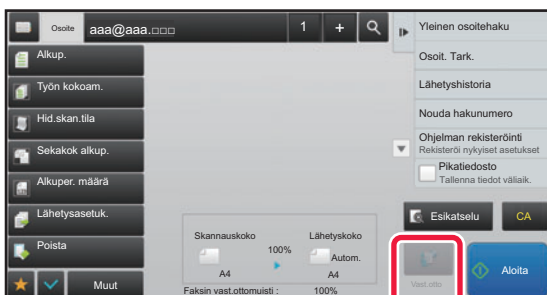 Osoite aaa@aaa.□□□ 1 +
Alkup.
Työn kokoam.
Hid.skan.tila
Sekakok alkup.
Alkuper. määrä
Lähetysasetuk.
Poista
Muut
Skannauskoko
Lähetyskoko
100%
Autom.
A4
A4
Faksin vast.ottomuisti : 100%
Yleinen osoitehaku
Osoit. Tark.
Lähetyshistoria
Nouda hakunumero
Ohjelman rekisteröinti
Rekisteröi nykyiset asetukset
Pikatiedosto
Tallenna tiedot väliaik.
Esikatselu
CA
Vast.otto
Aloita